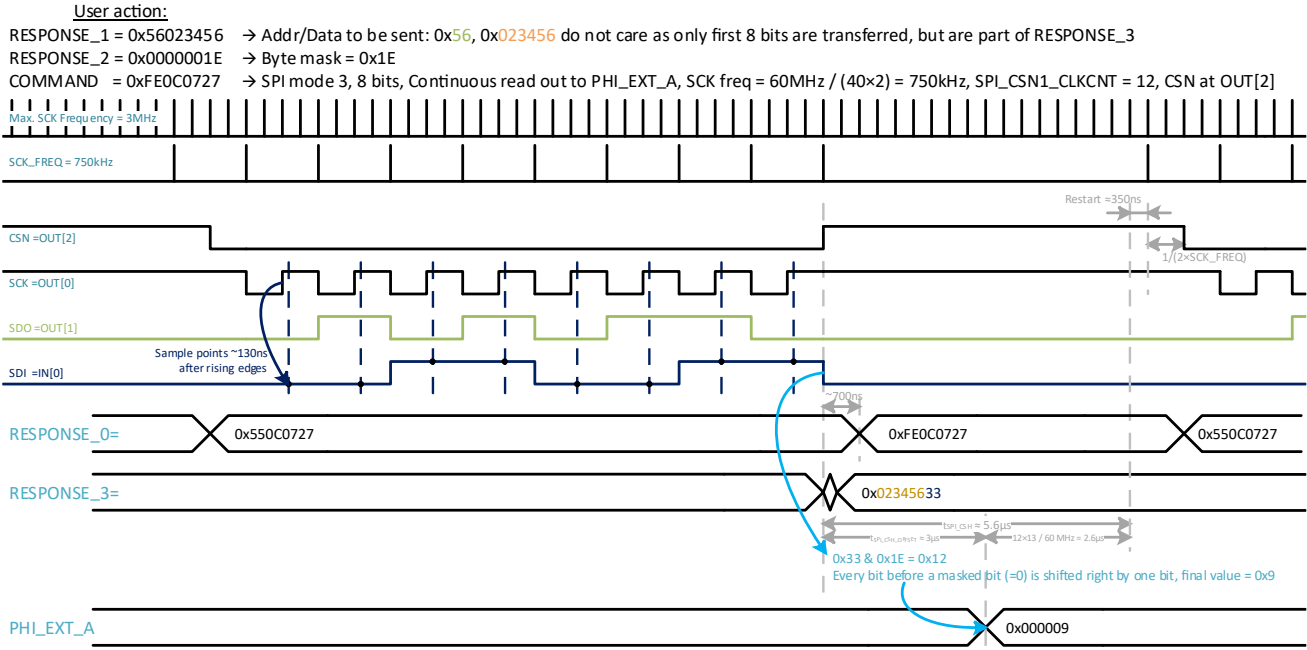 User action:
RESPONSE_1 = 0x56023456 → Addr/Data to be sent: 0x56, 0x023456 do not care as only first 8 bits are transferred, but are part of RESPONSE_3
RESPONSE_2 = 0x0000001E → Byte mask = 0x1E
COMMAND = 0xFE0C0727 → SPI mode 3, 8 bits, Continuous read out to PHI_EXT_A, SCK freq = 60MHz / (40×2) = 750kHz, SPI_CSN1_CLKCNT = 12, CSN at OUT[2]
Max. SCK Frequency = 3MHz
SCK_FREQ = 750kHz
Restart ≈350ns
CSN =OUT[2]
1/(2×SCK_FREQ)
SCK =OUT[0]
SDO =OUT[1]
Sample points ~130ns
after rising edges
SDI =IN[0]
~700ns
RESPONSE_0= 0x550C0727 0xFE0C0727 0x550C0727
RESPONSE_3= 0x02345633
tSPI_CSH ≈ 5.6µs
tSPI_CSH_OFFSET ≈ 3µs 12×13 / 60 MHz = 2.6µs
0x33 & 0x1E = 0x12
Every bit before a masked bit (=0) is shifted right by one bit, final value = 0x9
PHI_EXT_A 0x000009